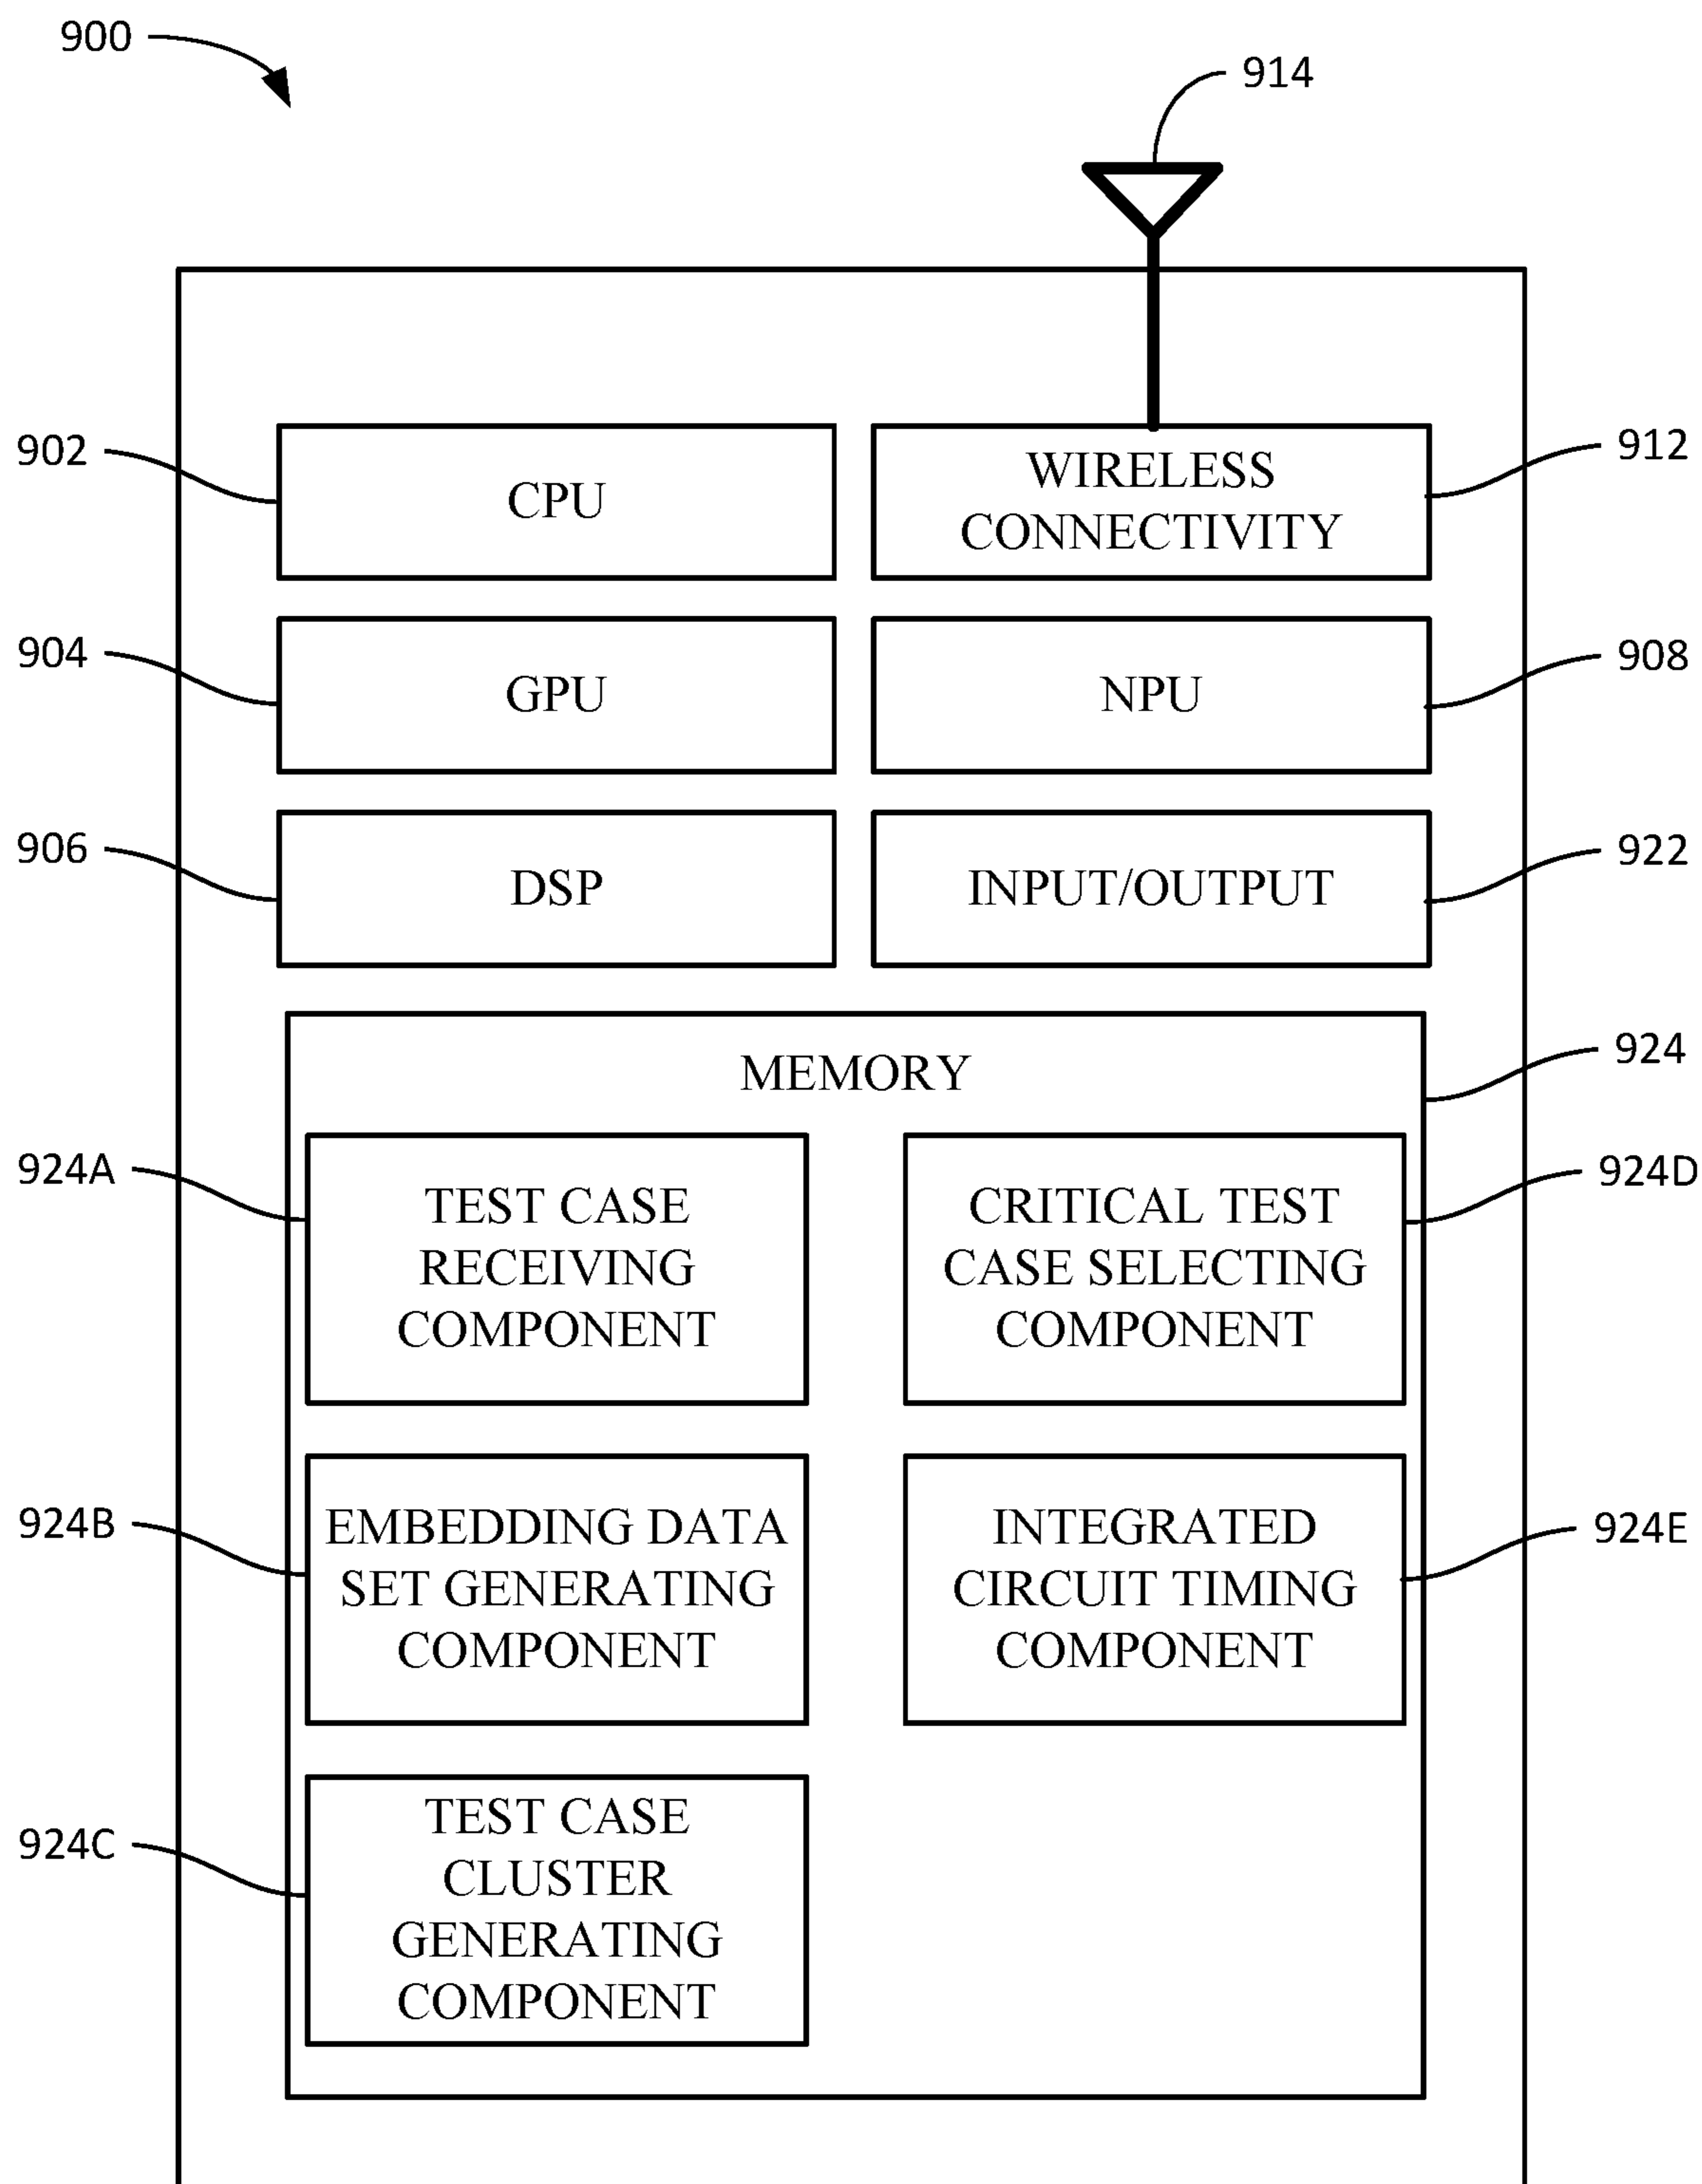 900
914
902
CPU
WIRELESS
CONNECTIVITY
912
904
GPU
NPU
908
906
DSP
INPUT/OUTPUT
922
MEMORY
924
924A
TEST CASE
RECEIVING
COMPONENT
CRITICAL TEST
CASE SELECTING
COMPONENT
924D
924B
EMBEDDING DATA
SET GENERATING
COMPONENT
INTEGRATED
CIRCUIT TIMING
COMPONENT
924E
924C
TEST CASE
CLUSTER
GENERATING
COMPONENT